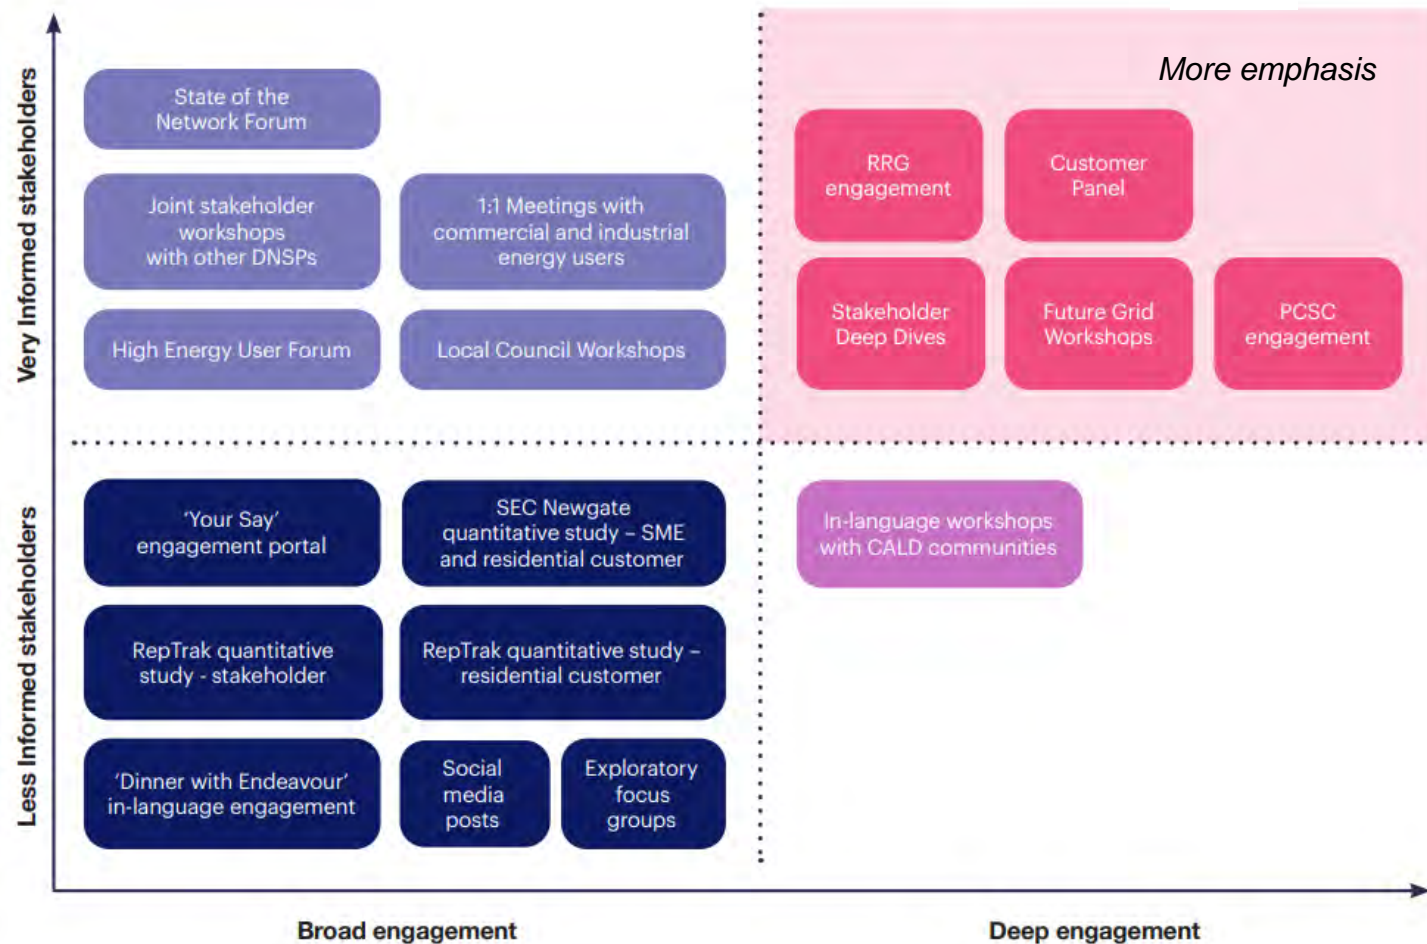 More emphasis
Very Informed stakeholders
State of the
Network Forum
Joint stakeholder
workshops
with other DNSPs
1:1 Meetings with
commercial and industrial
energy users
High Energy User Forum
Local Council Workshops
RRG
engagement
Customer
Panel
Stakeholder
Deep Dives
Future Grid
Workshops
PCSC
engagement
Less Informed stakeholders
‘Your Say’
engagement portal
SEC Newgate
quantitative study – SME
and residential customer
RepTrak quantitative
study - stakeholder
RepTrak quantitative study –
residential customer
‘Dinner with Endeavour’
in-language engagement
Social
media
posts
Exploratory
focus
groups
In-language workshops
with CALD communities
Broad engagement
Deep engagement